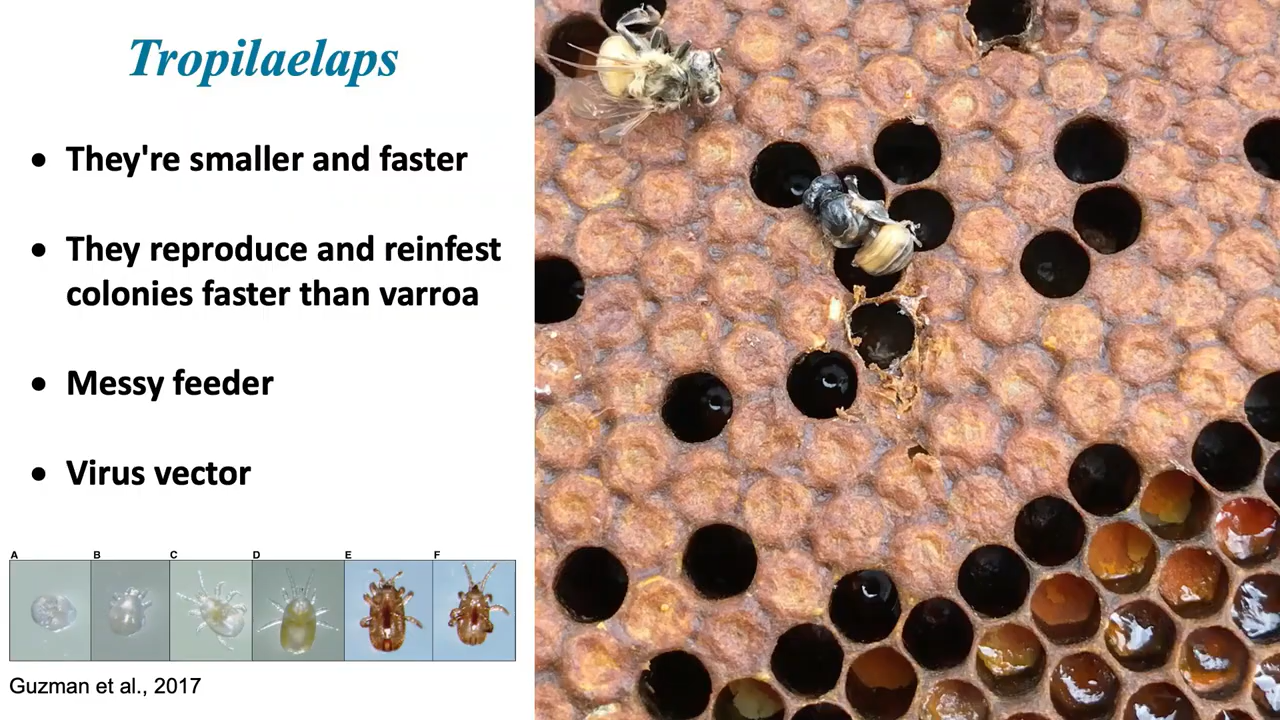 Tropilaelaps
• They're smaller and faster
• They reproduce and reinfest
colonies faster than varroa
• Messy feeder
• Virus vector
A B C D E F
Guzman et al., 2017